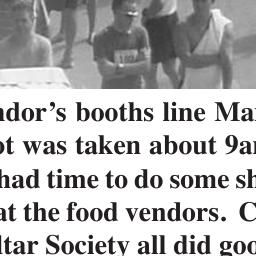 ndor's booths line Ma
ot was taken about 9a
had time to do some sh
at the food vendors. C
ltar Society all did goo